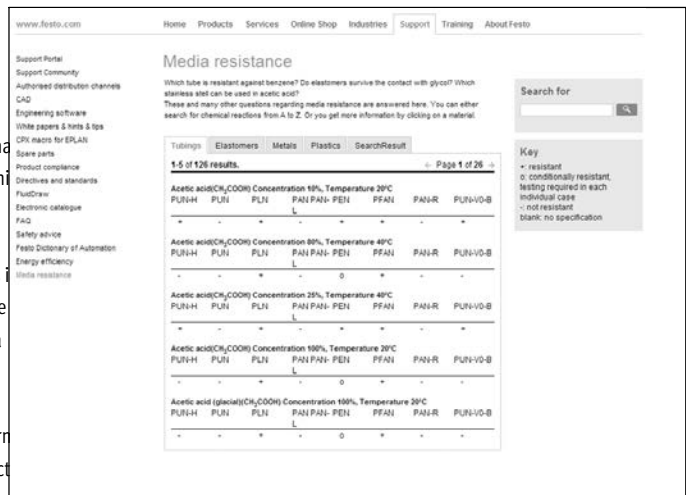 www.festo.com
Home Products Services Online Shop Industries Support Training About Festo
Support Portal
Support Community
Authorised distribution channels
CAD
Engineering software
White papers & hints & tips
CPX macro for EPLAN
Spare parts
Product compliance
Directives and standards
FluidDraw
Electronic catalogue
FAQ
Safety advice
Festo Dictionary of Automation
Energy efficiency
Media resistance
Media resistance
Which tube is resistant against benzene? Do elastomers survive the contact with glycol? Which
stainless stell can be used in acetic acid?
These and many other questions regarding media resistance are answered here. You can either
search for chemical reactions from A to Z. Or you get more information by clicking on a material.
Tubings Elastomers Metals Plastics SearchResult
1-5 of 126 results. ← Page 1 of 26 →
Acetic acid(CH₃COOH) Concentration 10%, Temperature 20°C
PUN-H PUN PLN PAN PAN- PEN PFAN PAN-R PUN-V0-B
L
+ - + - + + - +
Acetic acid(CH₃COOH) Concentration 80%, Temperature 40°C
PUN-H PUN PLN PAN PAN- PEN PFAN PAN-R PUN-V0-B
L
- - + - o + - -
Acetic acid(CH₃COOH) Concentration 25%, Temperature 40°C
PUN-H PUN PLN PAN PAN- PEN PFAN PAN-R PUN-V0-B
L
+ - + - + + - +
Acetic acid(CH₃COOH) Concentration 100%, Temperature 20°C
PUN-H PUN PLN PAN PAN- PEN PFAN PAN-R PUN-V0-B
L
- - + - o + - -
Acetic acid (glacial)(CH₃COOH) Concentration 100%, Temperature 20°C
PUN-H PUN PLN PAN PAN- PEN PFAN PAN-R PUN-V0-B
L
- - + - o + - -
Search for
Key
+: resistant
o: conditionally resistant,
testing required in each
individual case
-: not resistant
blank: no specification